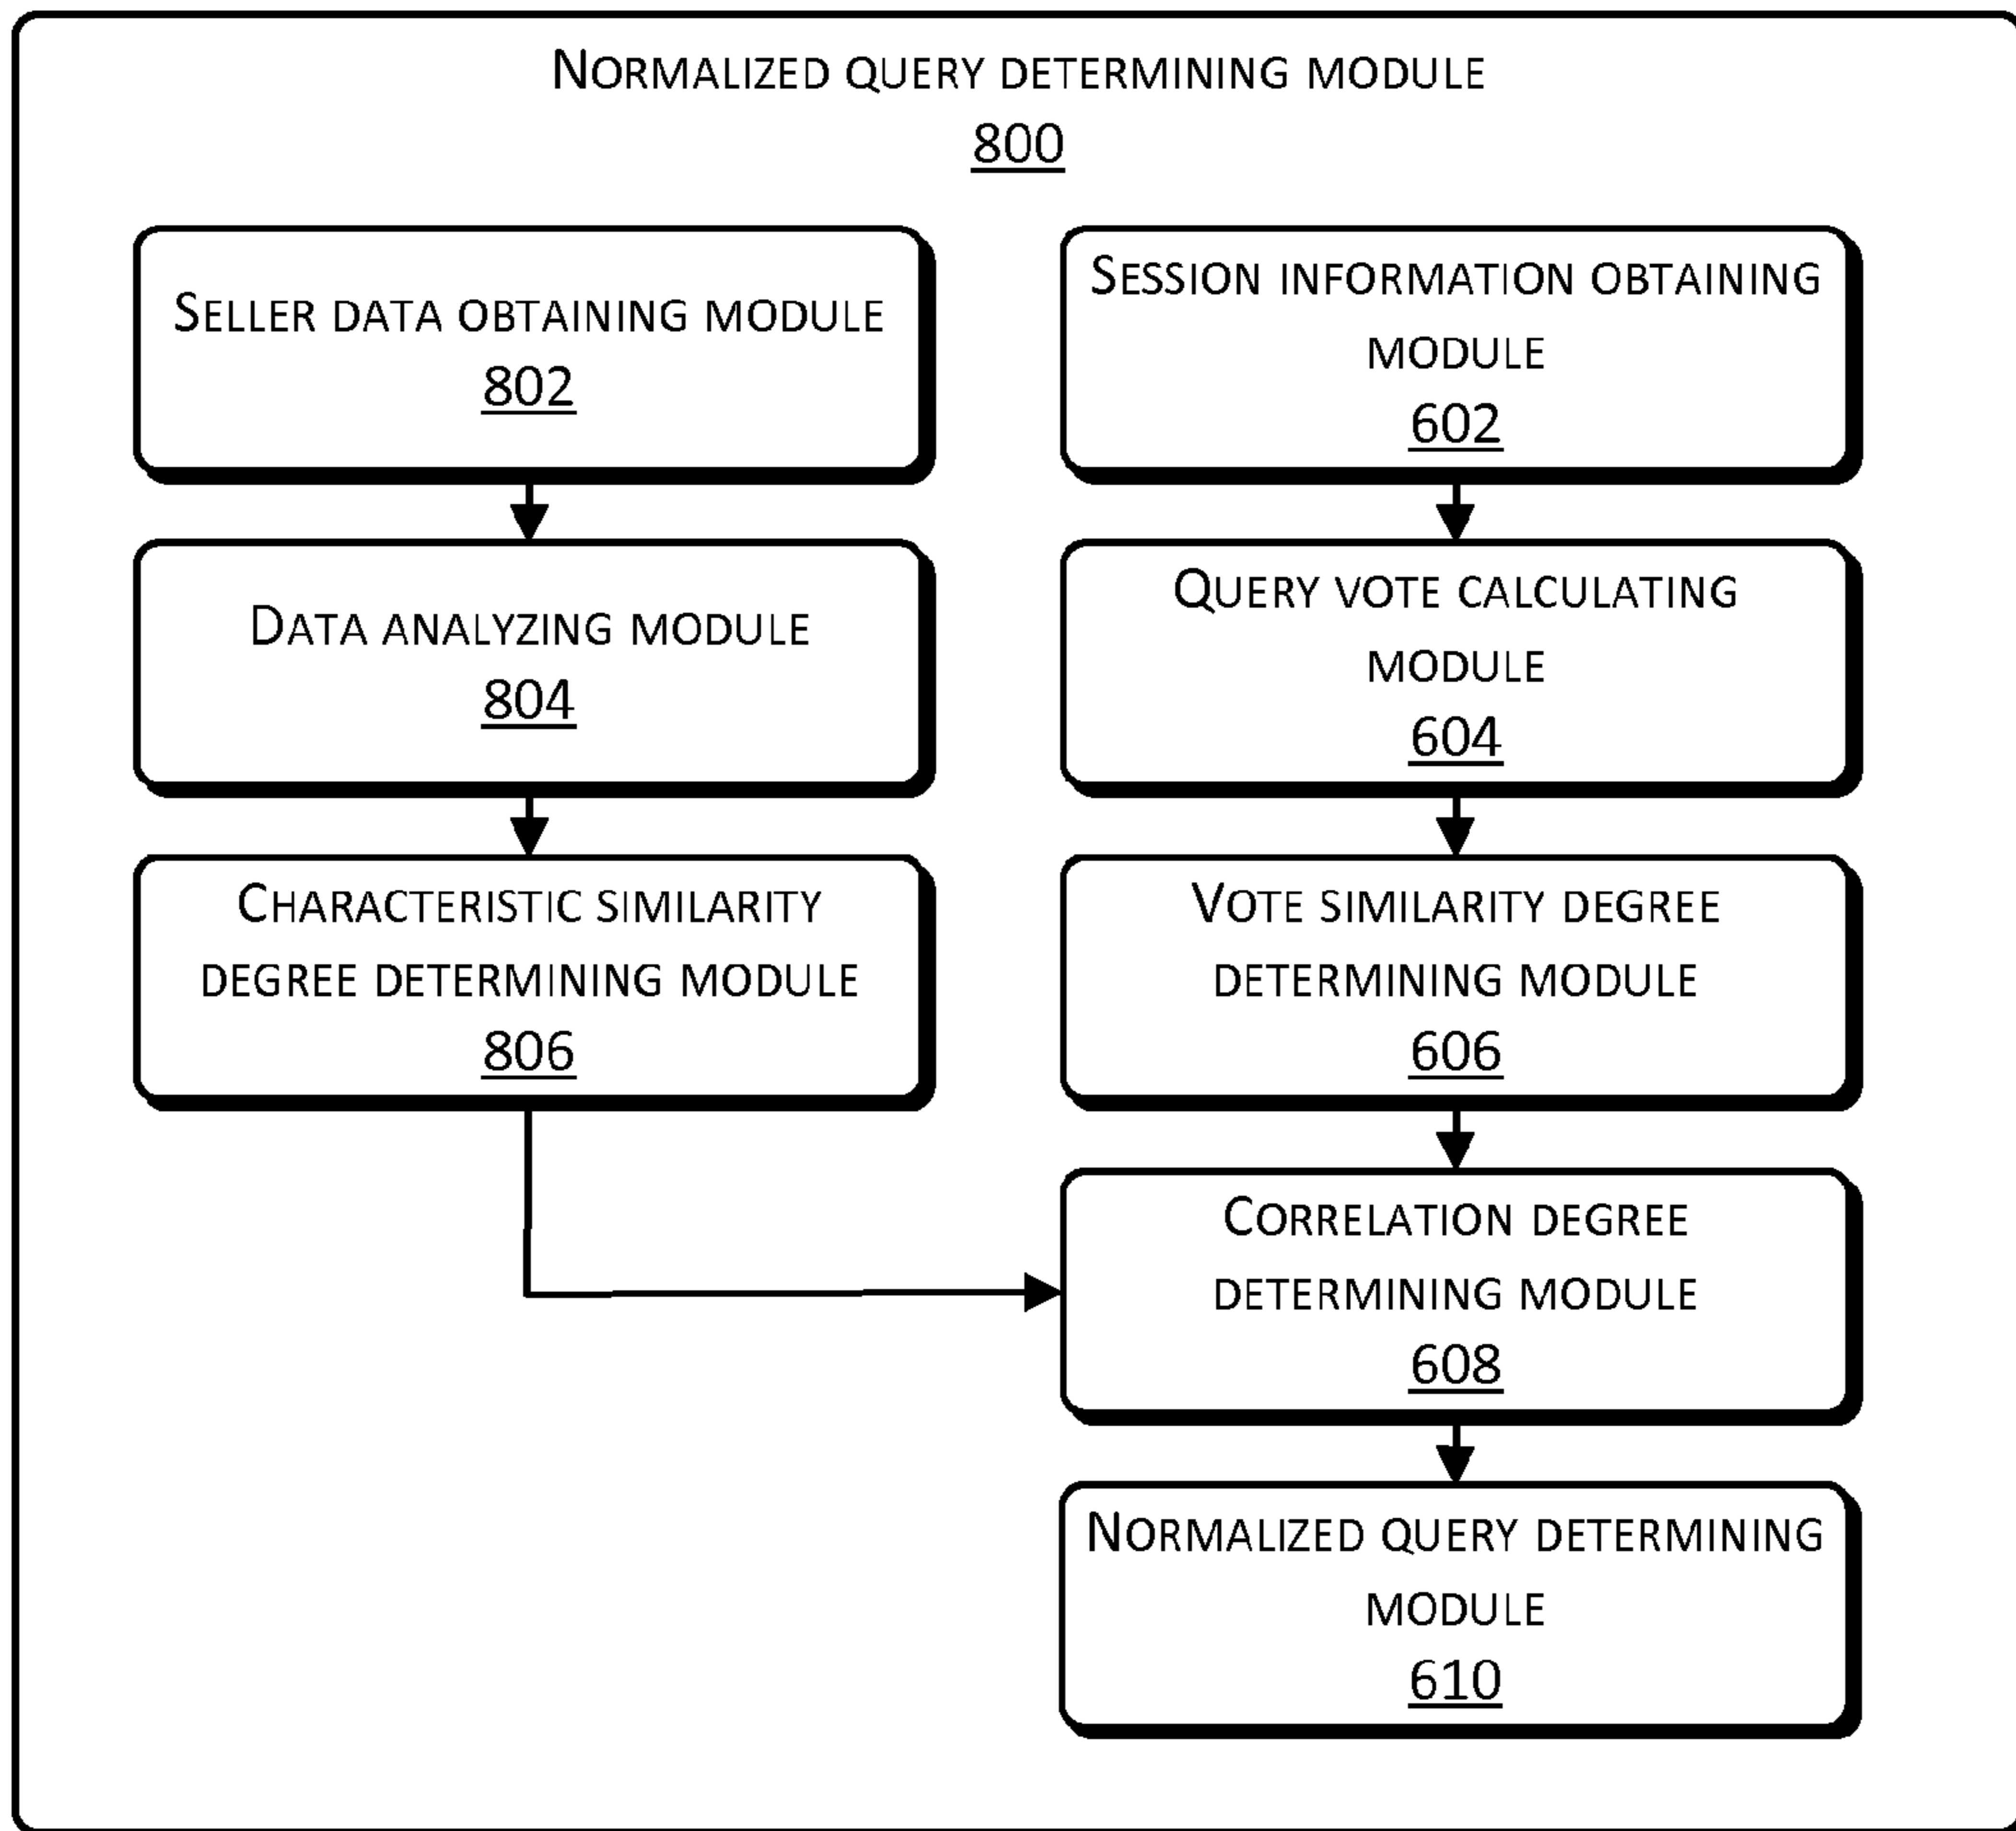 NORMALIZED QUERY DETERMINING MODULE
800
SELLER DATA OBTAINING MODULE
802
DATA ANALYZING MODULE
804
CHARACTERISTIC SIMILARITY
DEGREE DETERMINING MODULE
806
SESSION INFORMATION OBTAINING
MODULE
602
QUERY VOTE CALCULATING
MODULE
604
VOTE SIMILARITY DEGREE
DETERMINING MODULE
606
CORRELATION DEGREE
DETERMINING MODULE
608
NORMALIZED QUERY DETERMINING
MODULE
610